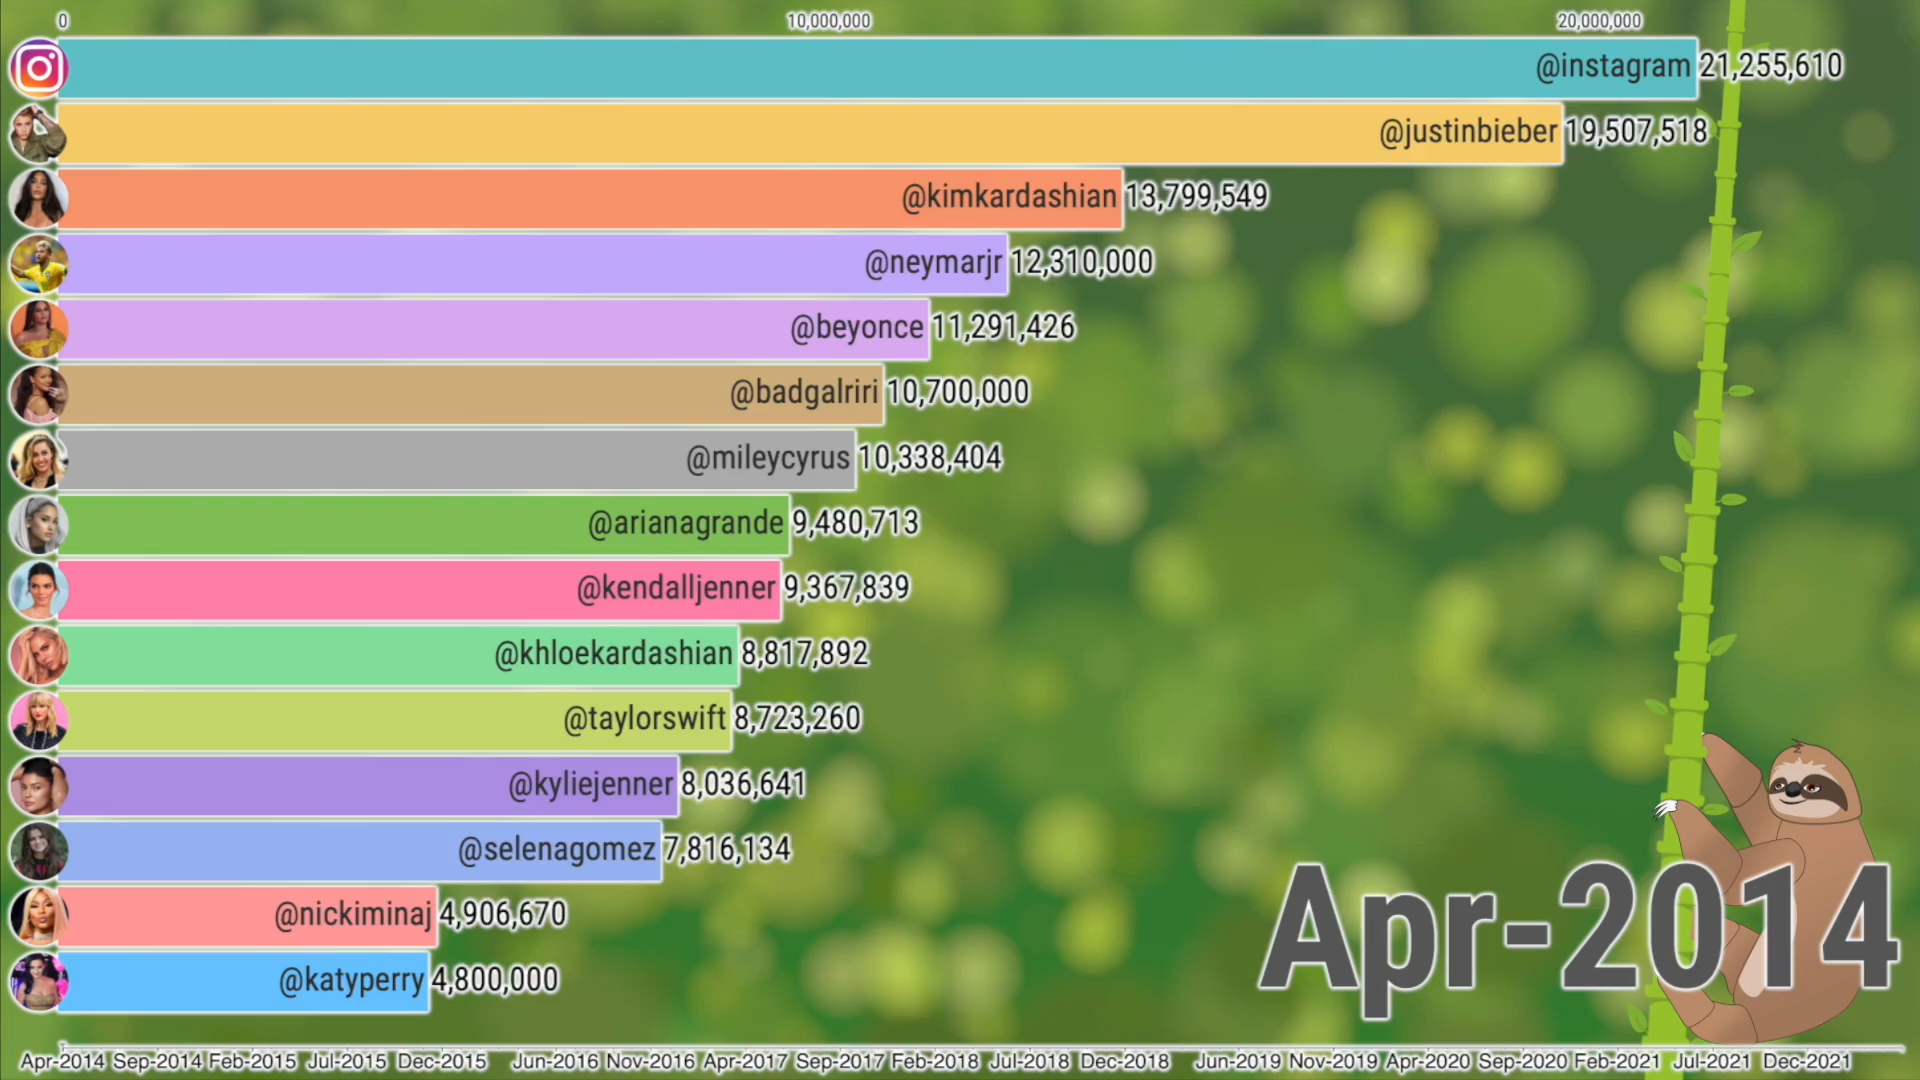 0 10,000,000 20,000,000
@instagram 21,255,610
@justinbieber 19,507,518
@kimkardashian 13,799,549
@neymarjr 12,310,000
@beyonce 11,291,426
@badgalriri 10,700,000
@mileycyrus 10,338,404
@arianagrande 9,480,713
@kendalljenner 9,367,839
@khloekardashian 8,817,892
@taylorswift 8,723,260
@kyliejenner 8,036,641
@selenagomez 7,816,134
@nickiminaj 4,906,670
@katyperry 4,800,000
Apr-2014
Apr-2014 Sep-2014 Feb-2015 Jul-2015 Dec-2015 Jun-2016 Nov-2016 Apr-2017 Sep-2017 Feb-2018 Jul-2018 Dec-2018 Jun-2019 Nov-2019 Apr-2020 Sep-2020 Feb-2021 Jul-2021 Dec-2021